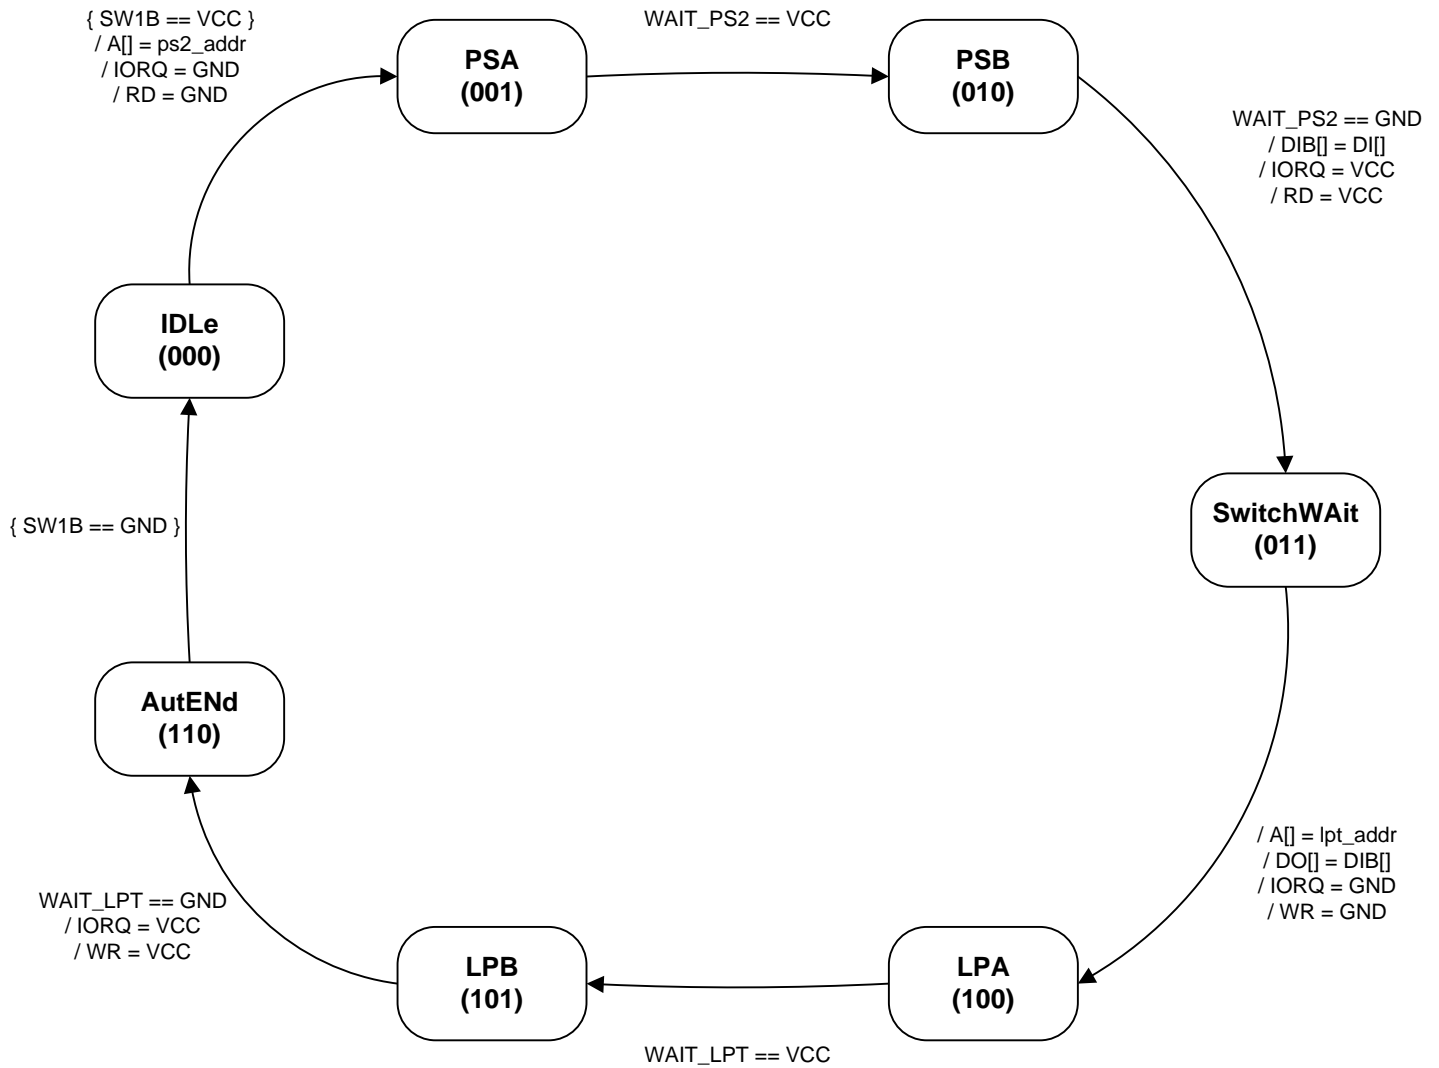 { SW1B == VCC }
/ A[] = ps2_addr
/ IORQ = GND
/ RD = GND
PSA
(001)
WAIT_PS2 == VCC
PSB
(010)
WAIT_PS2 == GND
/ DIB[] = DI[]
/ IORQ = VCC
/ RD = VCC
IDLe
(000)
SwitchWAit
(011)
{ SW1B == GND }
AutENd
(110)
/ A[] = lpt_addr
/ DO[] = DIB[]
/ IORQ = GND
/ WR = GND
WAIT_LPT == GND
/ IORQ = VCC
/ WR = VCC
LPB
(101)
LPA
(100)
WAIT_LPT == VCC